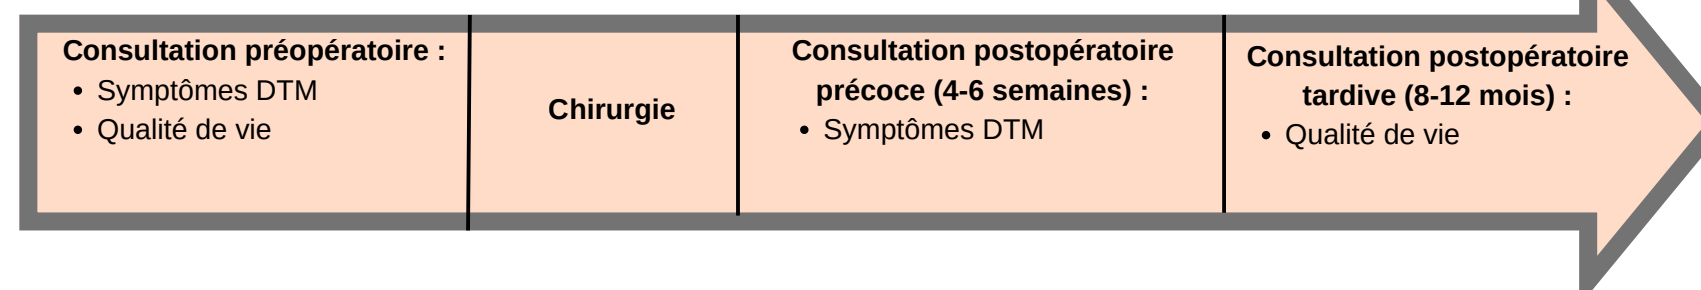 Consultation préopératoire :
• Symptômes DTM
• Qualité de vie
Chirurgie
Consultation postopératoire
précoce (4-6 semaines) :
• Symptômes DTM
Consultation postopératoire
tardive (8-12 mois) :
• Qualité de vie